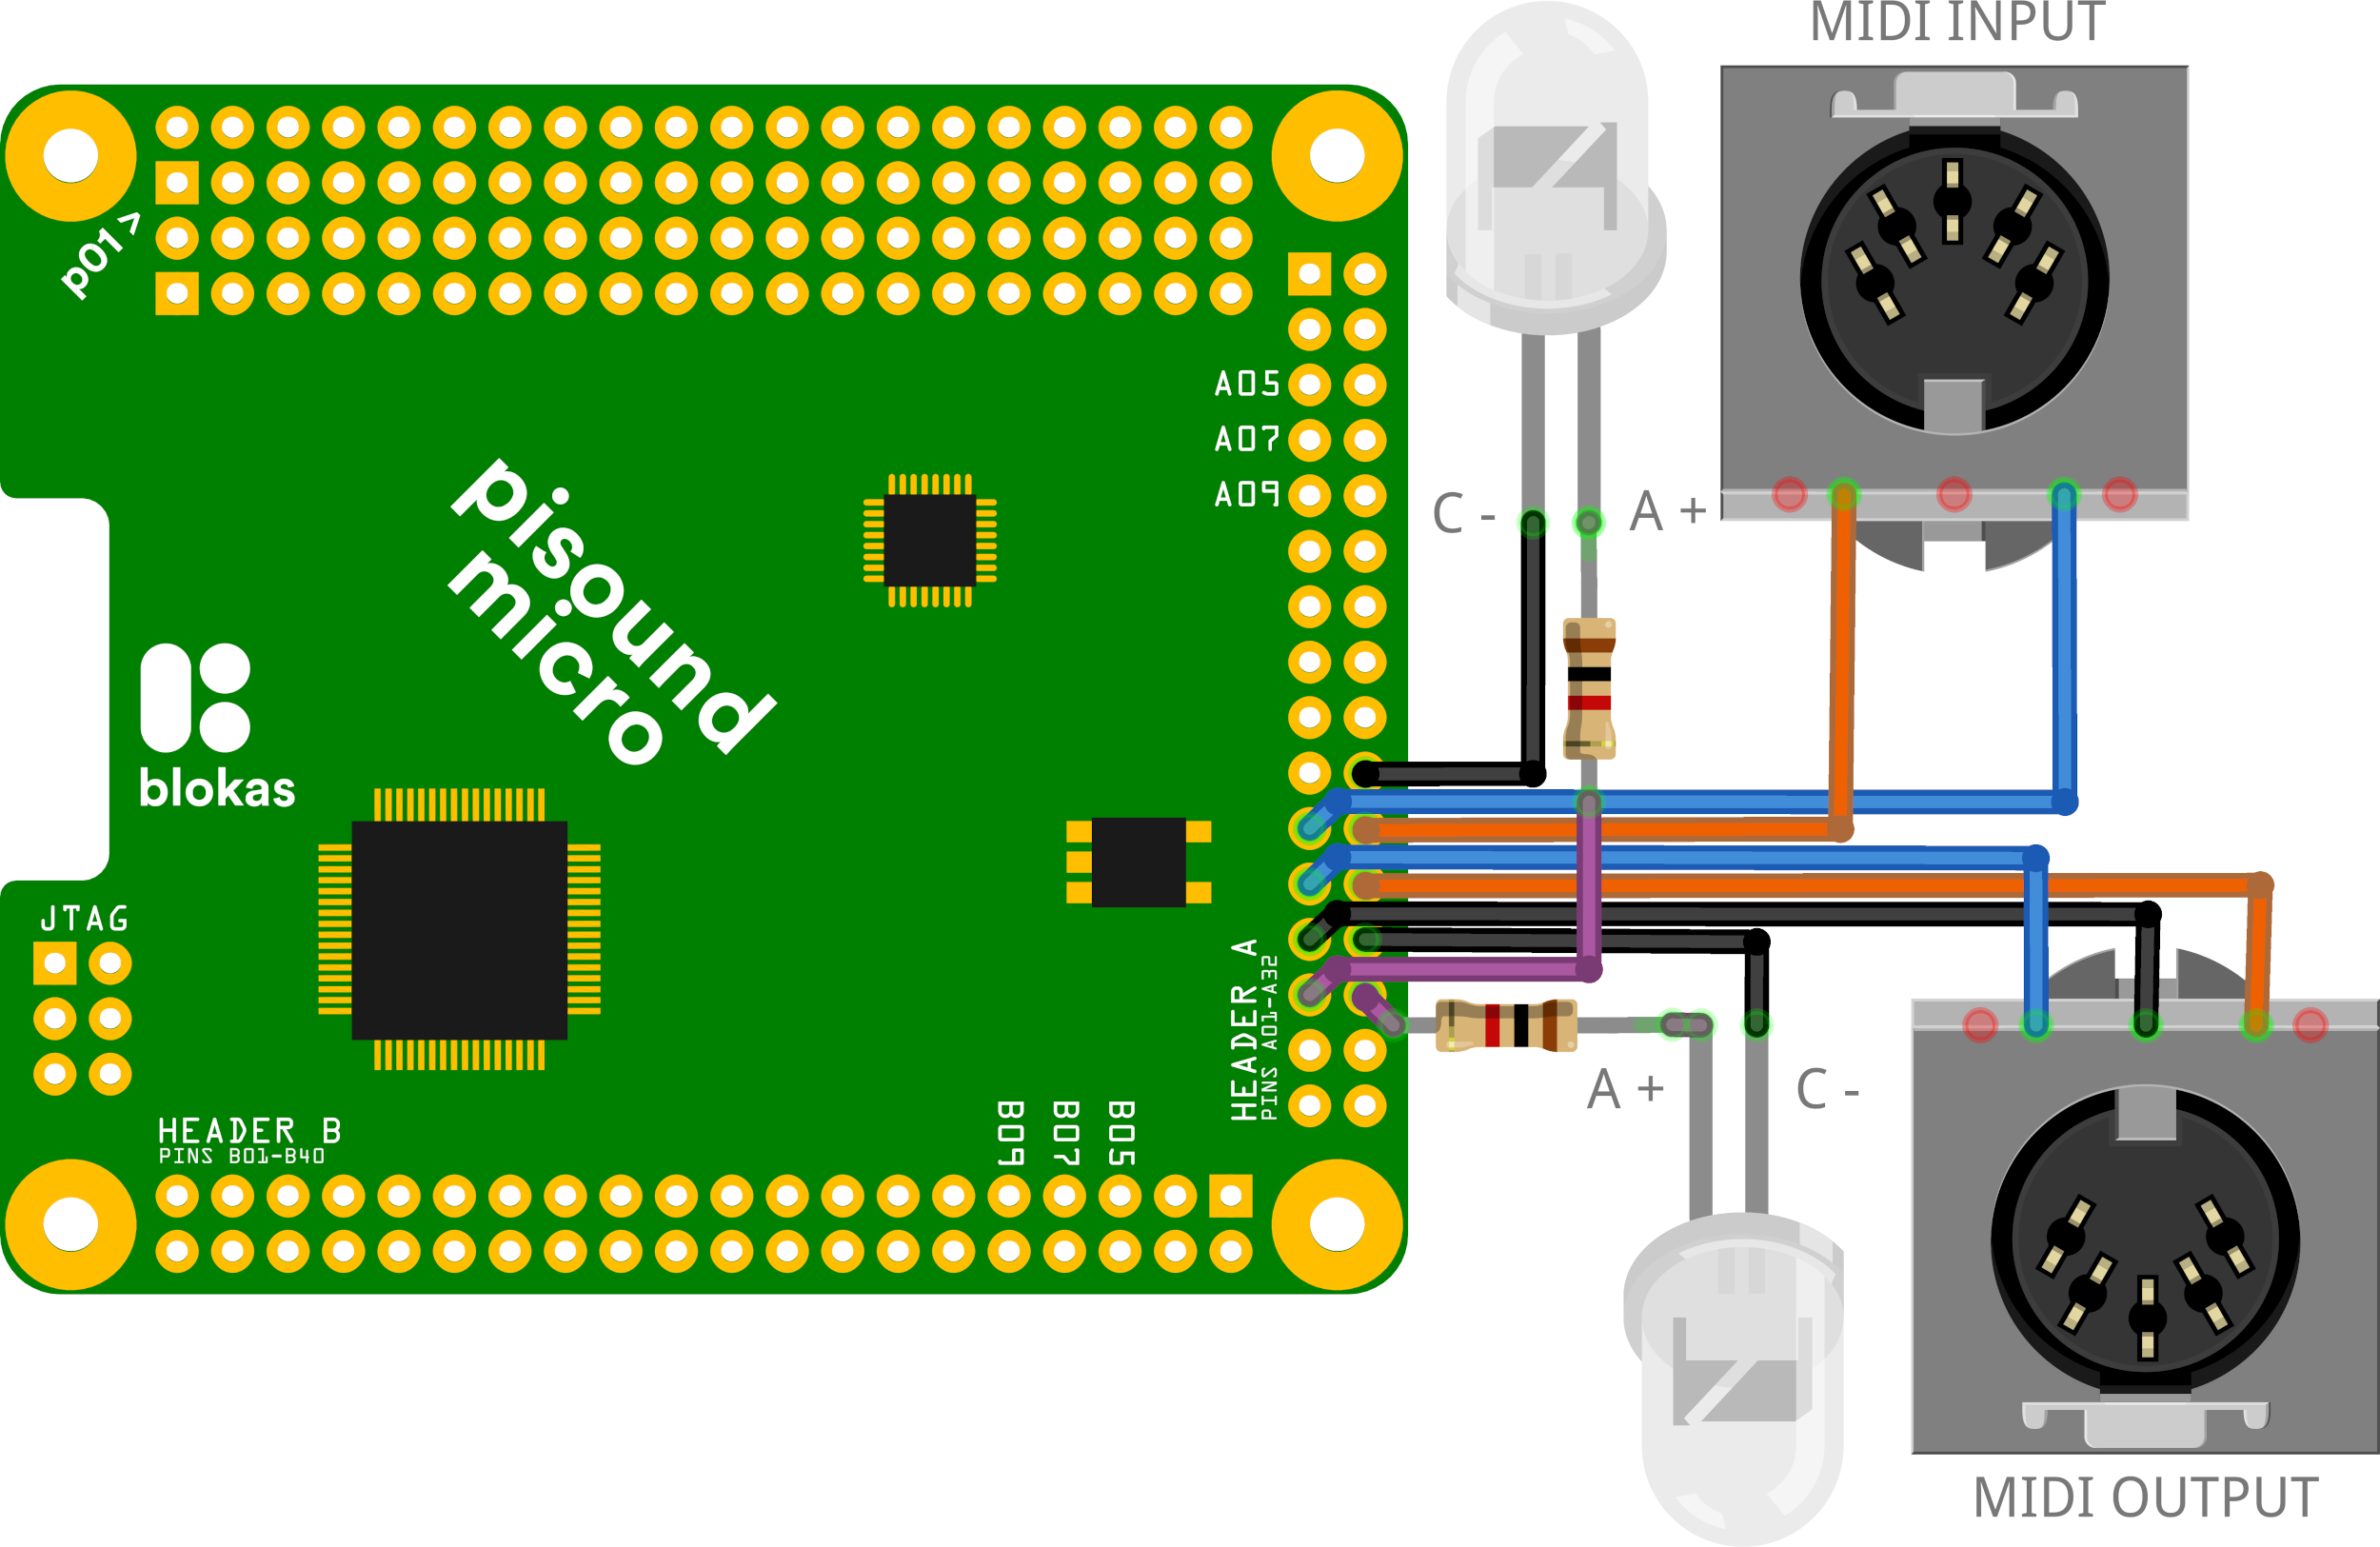 MIDI INPUT
p01 >
A05
A07
A09
C -
A +
pisound
micro
blokas
JTAG
HEADER A
PINS A01-A32
A +
C -
HEADER B
PINS B01-B40
B09
B07
B05
MIDI OUTPUT